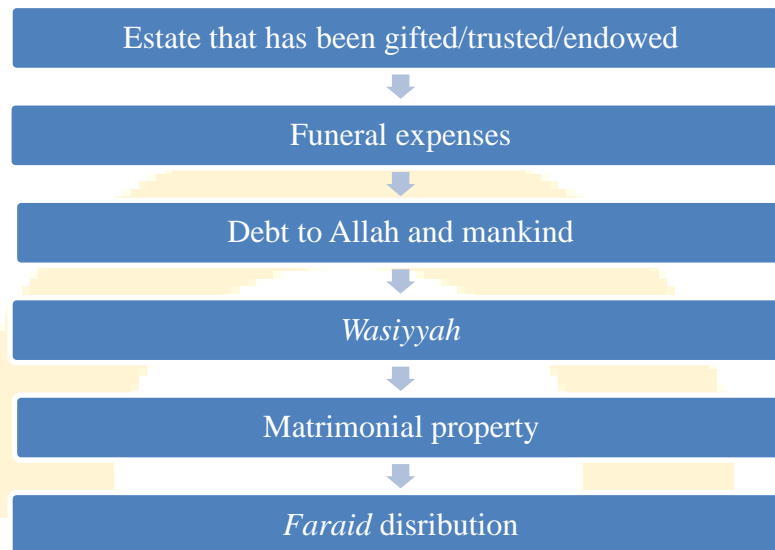 Estate that has been gifted/trusted/endowed
Funeral expenses
Debt to Allah and mankind
Wasiyyah
Matrimonial property
Faraid disribution